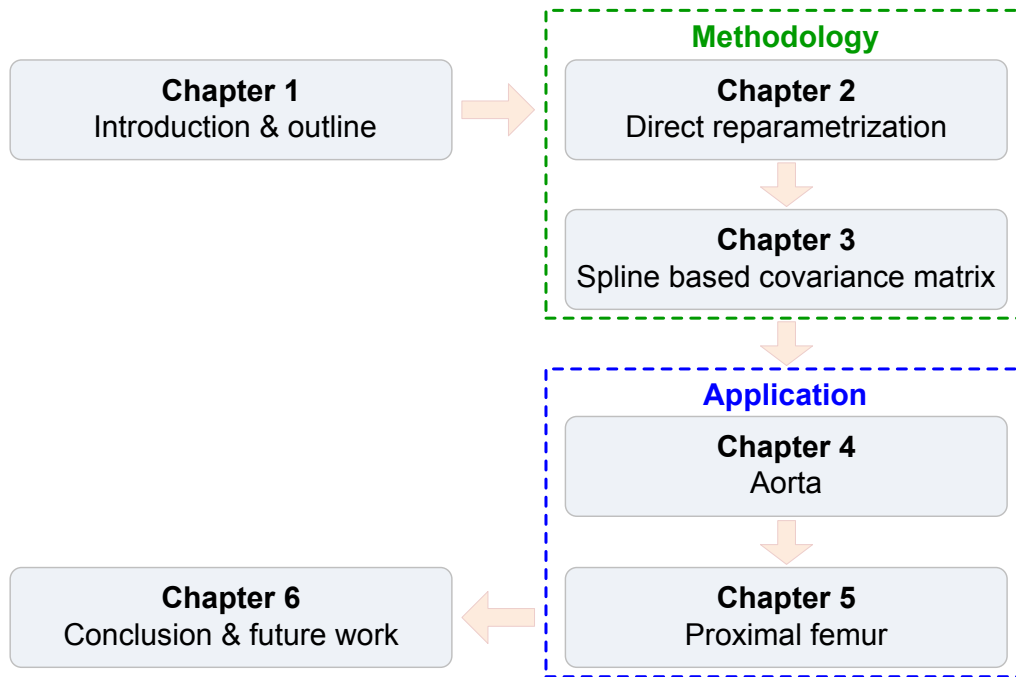 Chapter 1
Introduction & outline
Methodology
Chapter 2
Direct reparametrization
Chapter 3
Spline based covariance matrix
Application
Chapter 4
Aorta
Chapter 5
Proximal femur
Chapter 6
Conclusion & future work